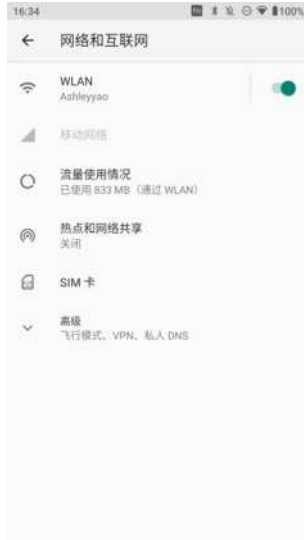 16:34
100%
网络和互联网
WLAN
Ashleyyao
移动网络
流量使用情况
已使用 833 MB（通过 WLAN）
热点和网络共享
关闭
SIM 卡
高级
飞行模式、VPN、私人 DNS